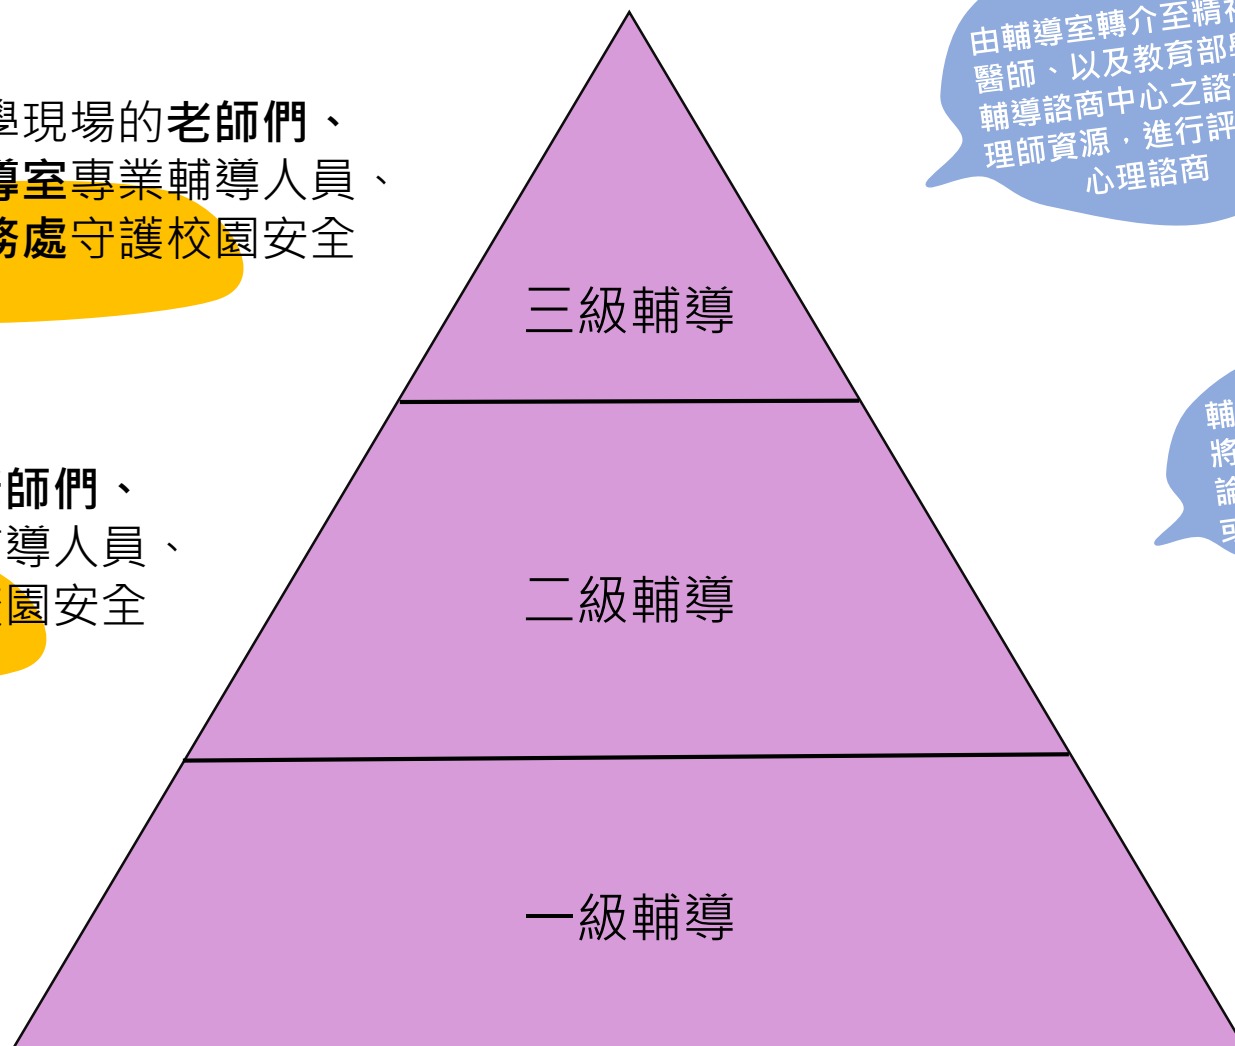 現場的老師們、
導室專業輔導人員、
務處守護校園安全
師們、
導人員、
園安全
三級輔導
二級輔導
一級輔導
由輔導室轉介至精
醫師、以及教育部
輔導諮商中心之諮
理師資源，進行評
心理諮商
輔
將
論